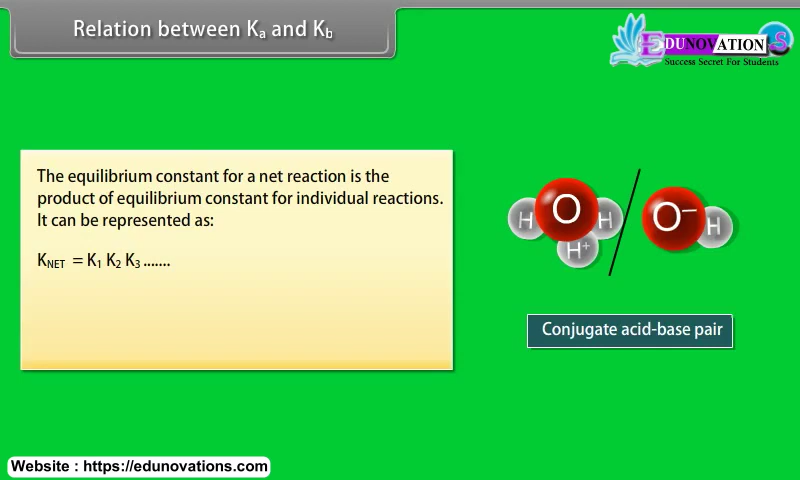 Relation between Ka and Kb
EDUNOVATION.S
Success Secret For Students
The equilibrium constant for a net reaction is the
product of equilibrium constant for individual reactions.
It can be represented as:
KNET = K1 K2 K3 .......
H O H H+ / O− H
Conjugate acid-base pair
Website : https://edunovations.com